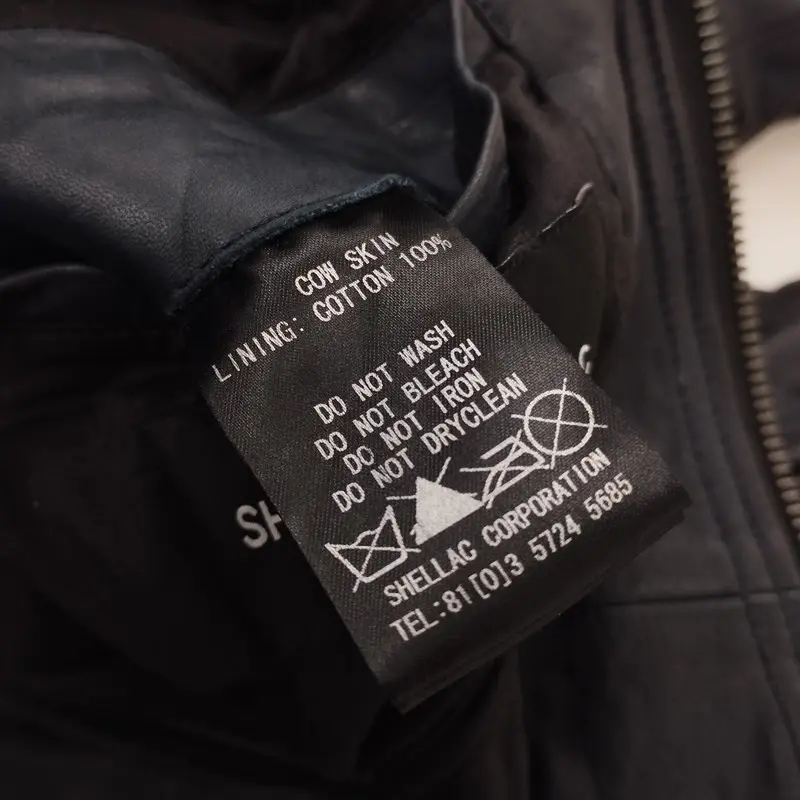 COW SKIN
LINING: COTTON 100%
DO NOT WASH
DO NOT BLEACH
DO NOT IRON
DO NOT DRYCLEAN
SHELLAC CORPORATION
TEL:81[0]3 5724 5685